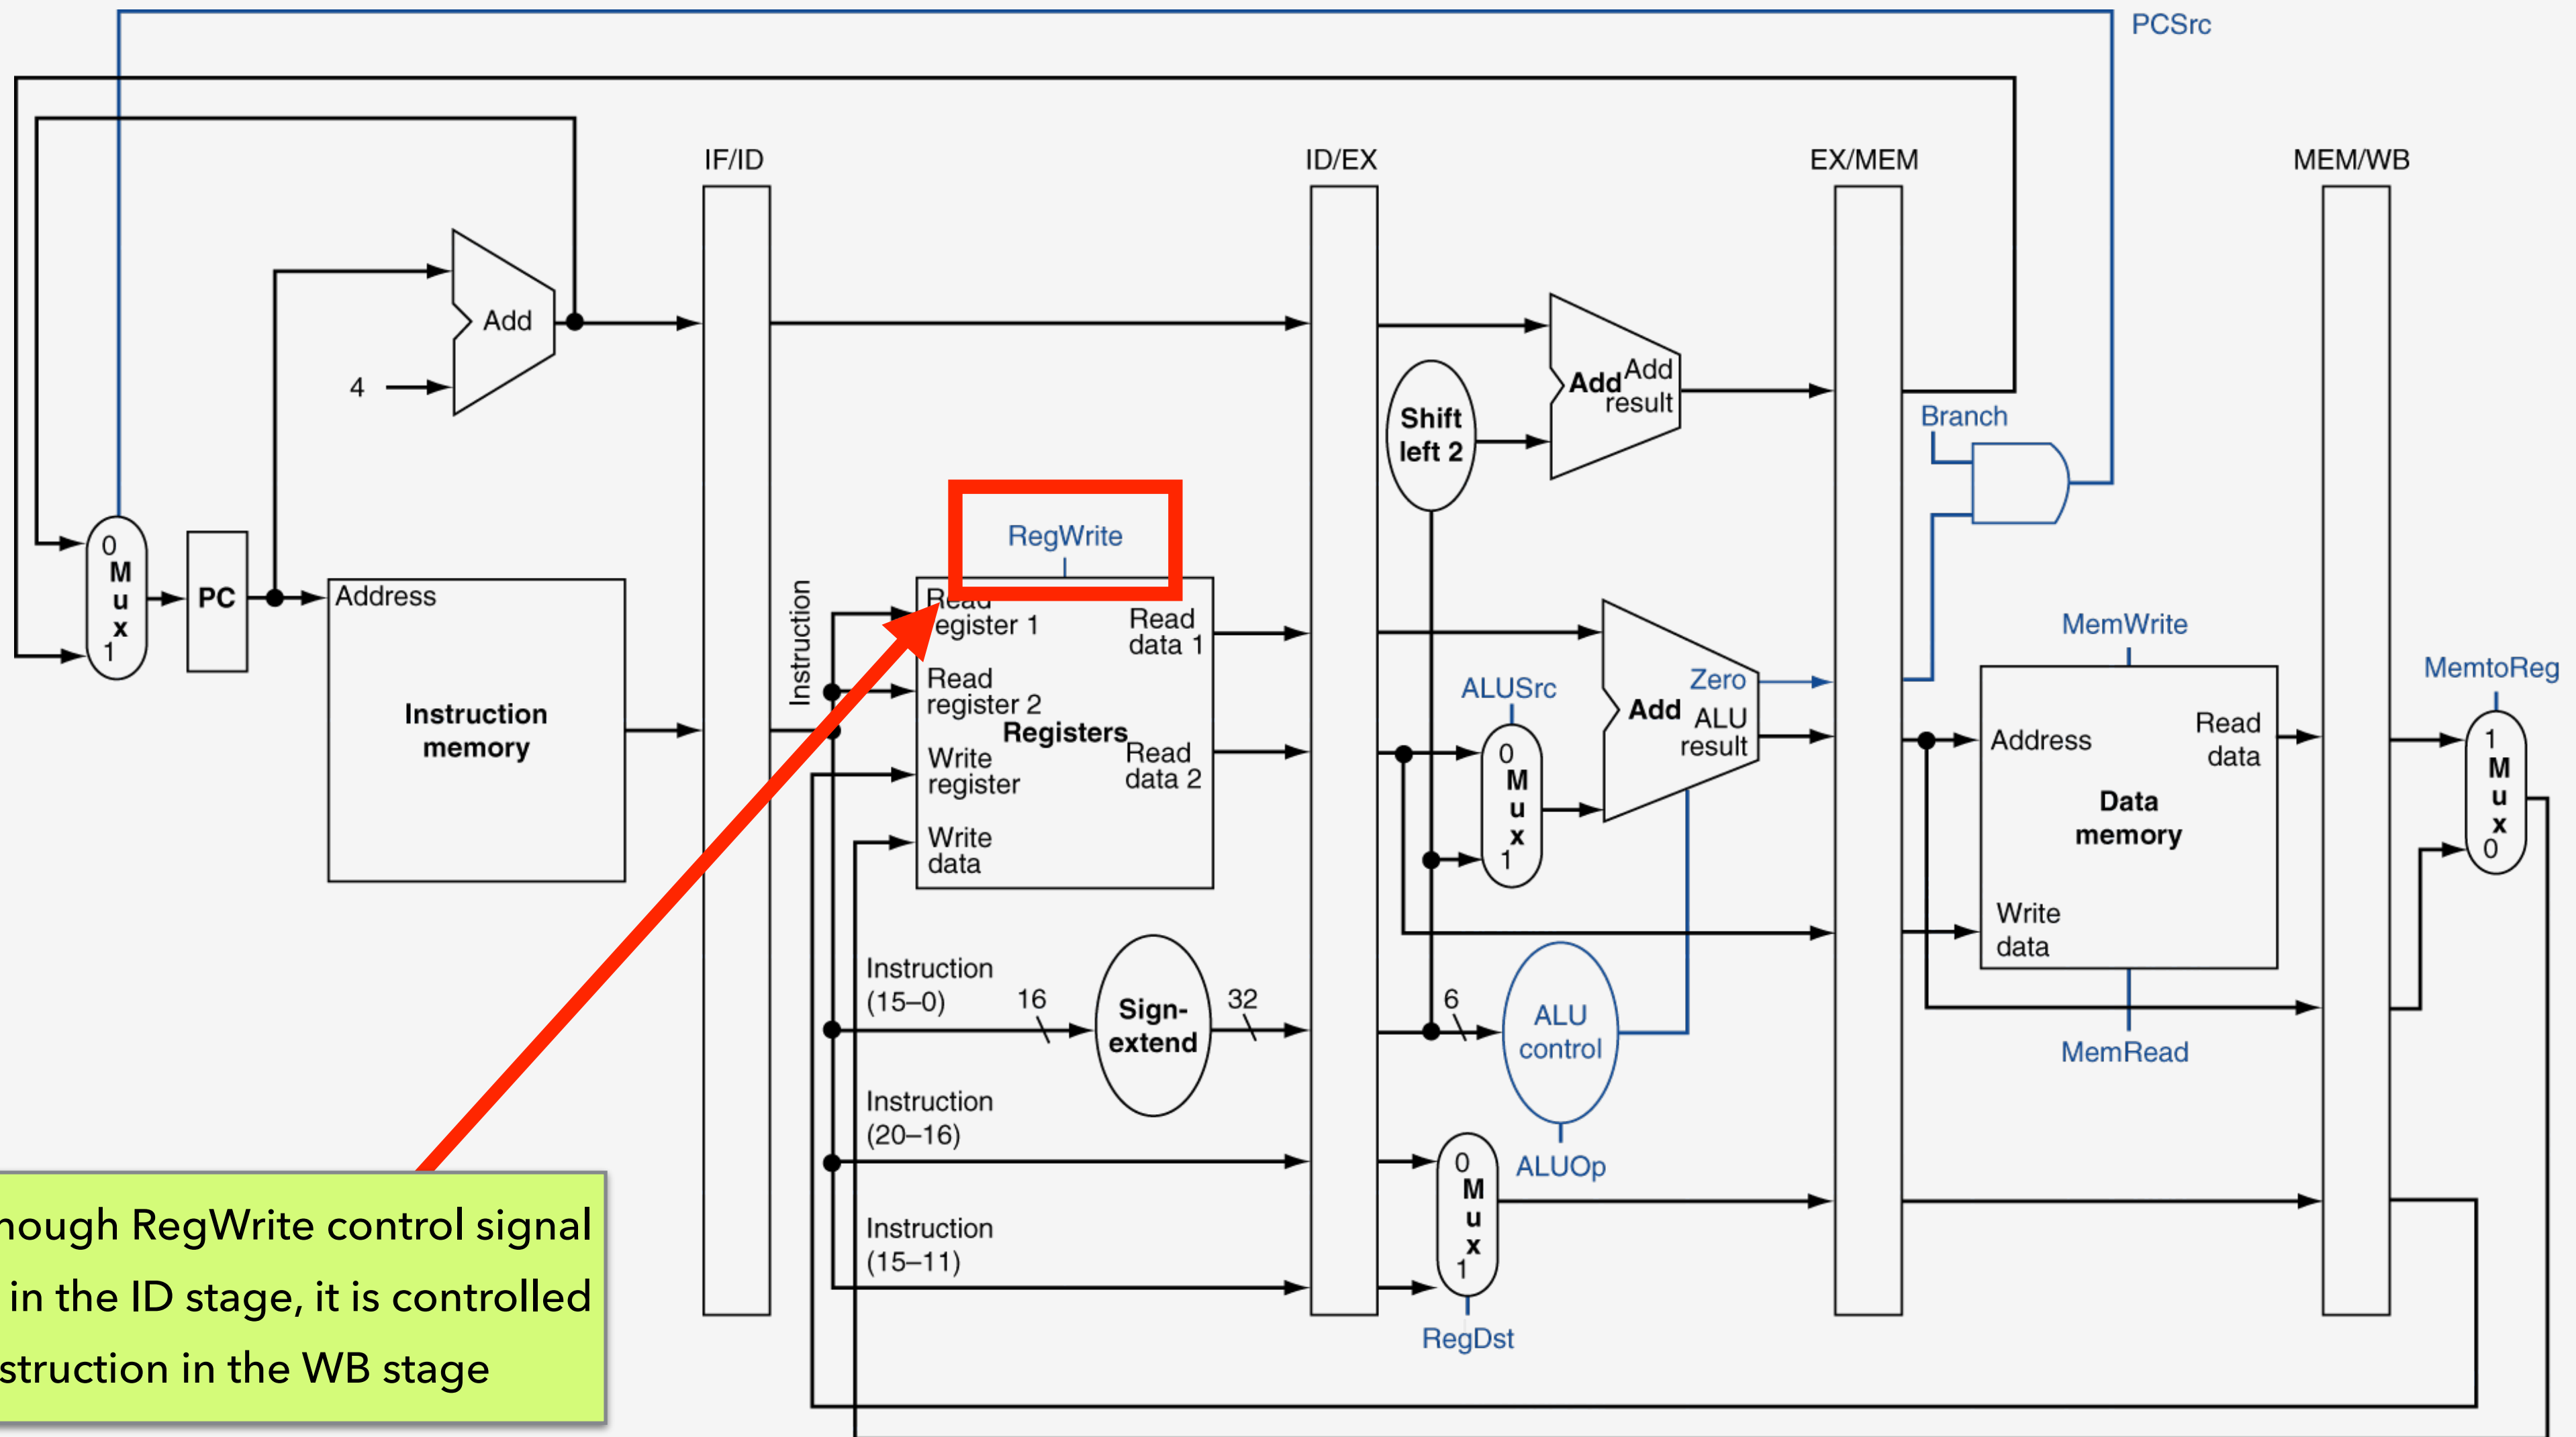 PCSrc
IF/ID
ID/EX
EX/MEM
MEM/WB
Add
4
Add
Add
result
Shift
left 2
Branch
RegWrite
0
M
u
x
1
PC
Address
Instruction
memory
Instruction
Read
register 1
Read
register 2
Write
register
Write
data
Registers
Read
data 1
Read
data 2
ALUSrc
0
M
u
x
1
Add
Zero
ALU
result
MemWrite
Address
Read
data
Data
memory
Write
data
MemRead
MemtoReg
1
M
u
x
0
Instruction
(15–0)
16
Sign-
extend
32
6
ALU
control
ALUOp
Instruction
(20–16)
Instruction
(15–11)
0
M
u
x
1
RegDst
hough RegWrite control signal
in the ID stage, it is controlled
struction in the WB stage